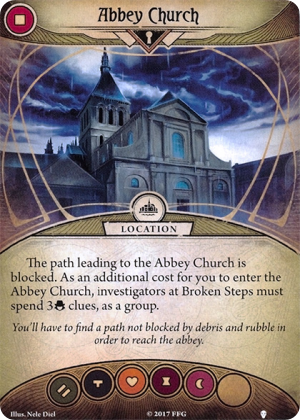 Abbey Church
LOCATION
The path leading to the Abbey Church is
blocked. As an additional cost for you to enter the
Abbey Church, investigators at Broken Steps must
spend 3 clues, as a group.
You'll have to find a path not blocked by debris and rubble in
order to reach the abbey.
Illus. Nele Diel
© 2017 FFG